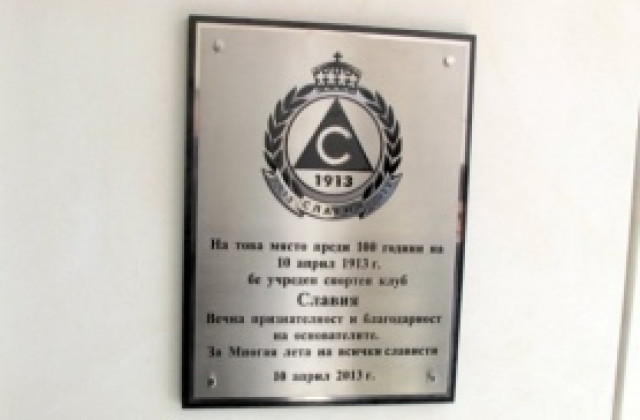 С
1913
СЛАВИЯ
На това място преди 100 години на
10 април 1913 г.
бе учреден спортен клуб
Славия
Вечна признателност и благодарност
на основателите.
За Многая лета на всички слависти
10 април 2013 г.